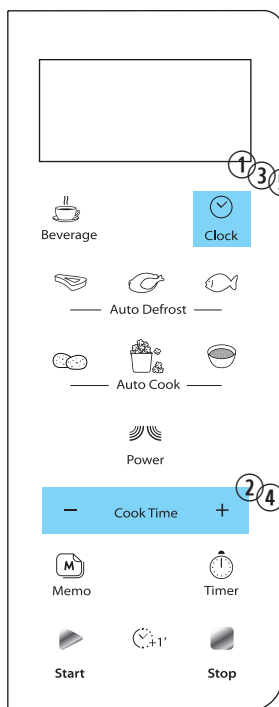 ①
③
Beverage
Clock
Auto Defrost
Auto Cook
Power
②
− Cook Time +
④
M
Memo
Timer
+1'
Start
Stop